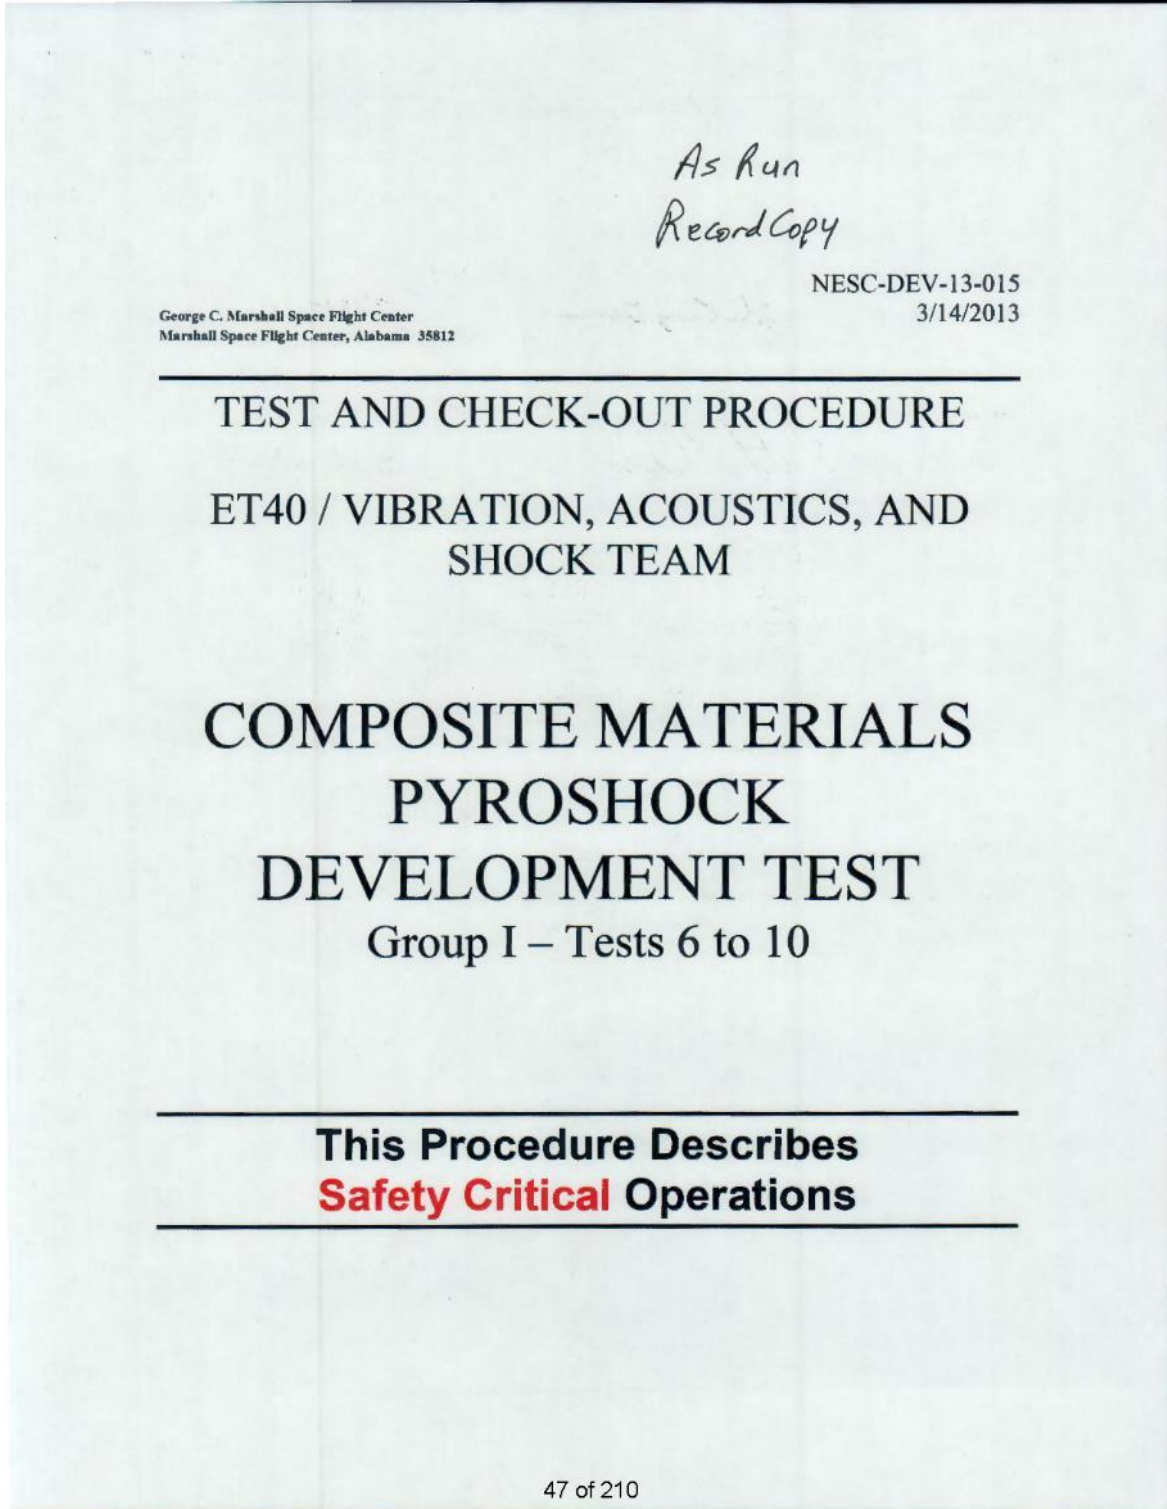 As Run
Record Copy
NESC-DEV-13-015
3/14/2013
George C. Marshall Space Flight Center
Marshall Space Flight Center, Alabama 35812
TEST AND CHECK-OUT PROCEDURE
ET40 / VIBRATION, ACOUSTICS, AND
SHOCK TEAM
COMPOSITE MATERIALS
PYROSHOCK
DEVELOPMENT TEST
Group I – Tests 6 to 10
This Procedure Describes
Safety Critical Operations
47 of 210